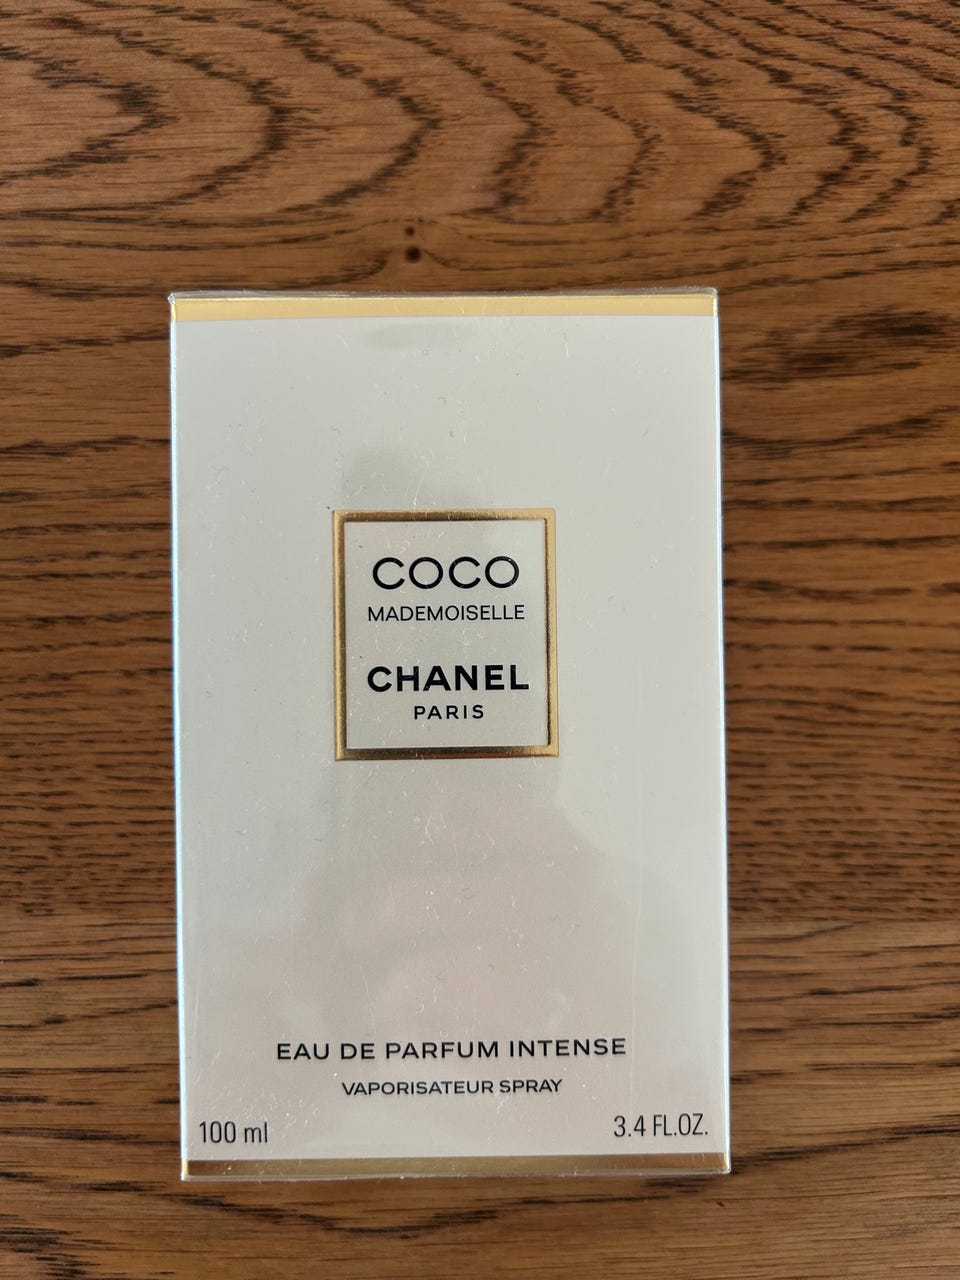 COCO
MADEMOISELLE
CHANEL
PARIS
EAU DE PARFUM INTENSE
VAPORISATEUR SPRAY
100 ml 3.4 FL.OZ.